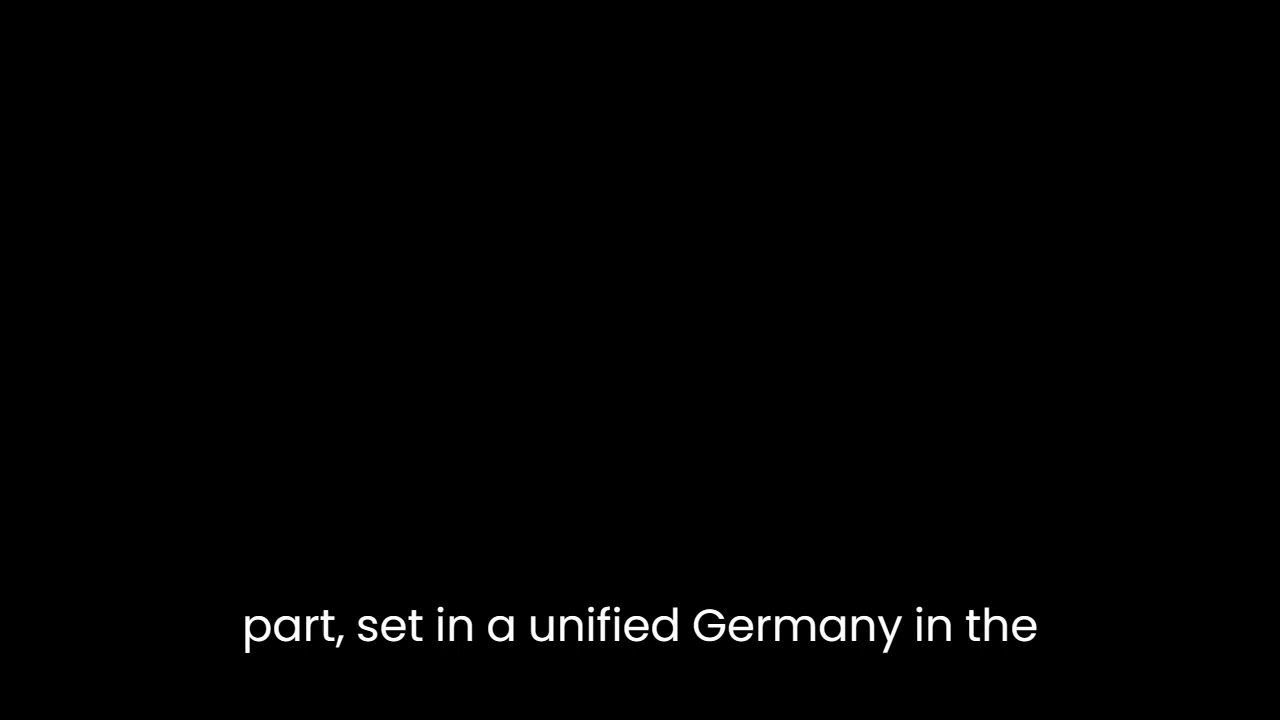 part, set in a unified Germany in the